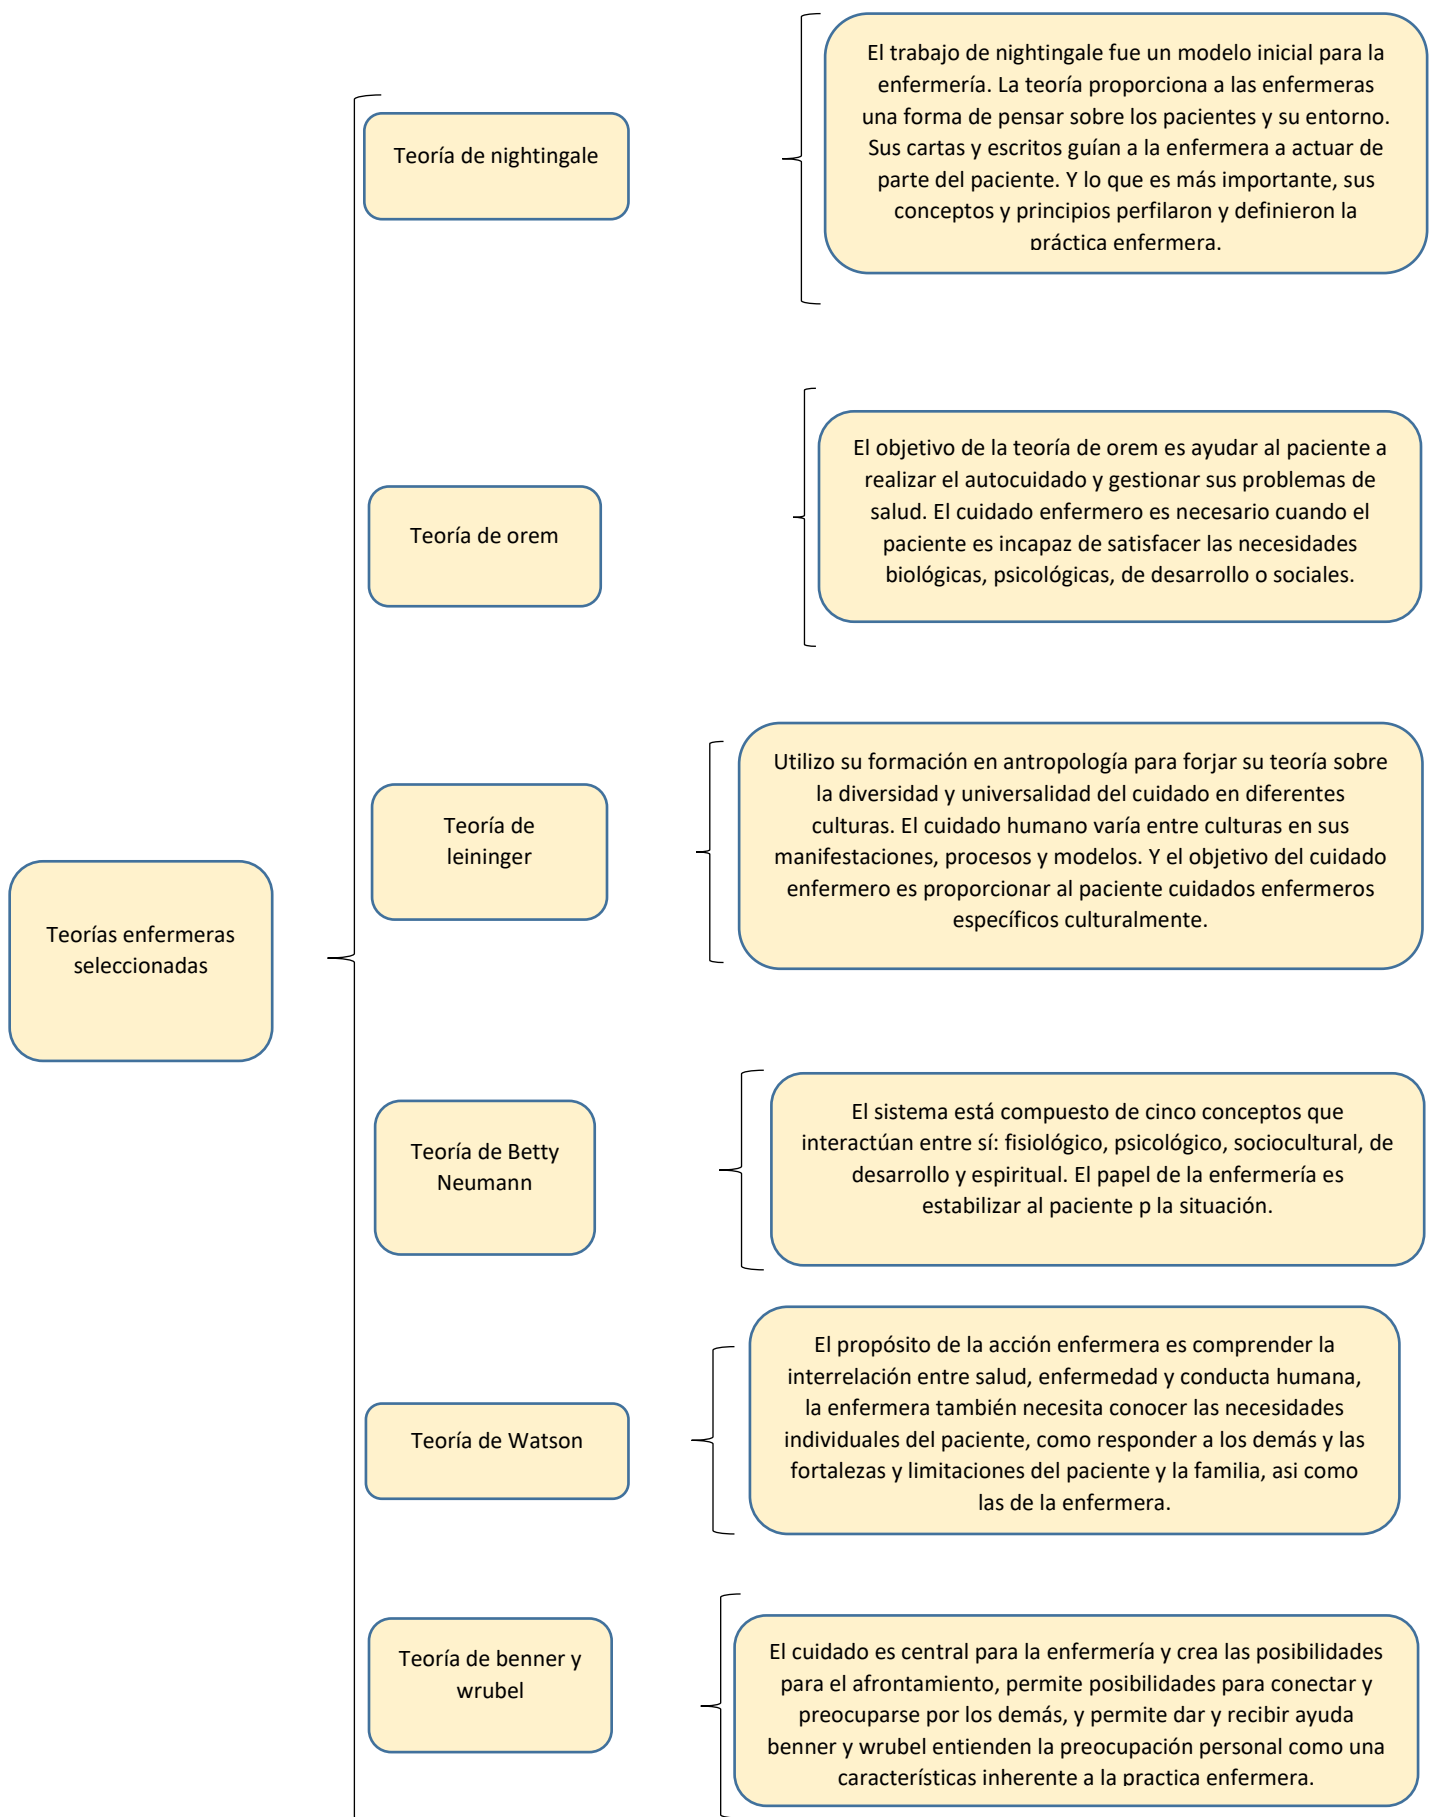 Teorías enfermeras
seleccionadas
Teoría de nightingale
El trabajo de nightingale fue un modelo inicial para la
enfermería. La teoría proporciona a las enfermeras
una forma de pensar sobre los pacientes y su entorno.
Sus cartas y escritos guían a la enfermera a actuar de
parte del paciente. Y lo que es más importante, sus
conceptos y principios perfilaron y definieron la
práctica enfermera.
Teoría de orem
El objetivo de la teoría de orem es ayudar al paciente a
realizar el autocuidado y gestionar sus problemas de
salud. El cuidado enfermero es necesario cuando el
paciente es incapaz de satisfacer las necesidades
biológicas, psicológicas, de desarrollo o sociales.
Teoría de
leininger
Utilizo su formación en antropología para forjar su teoría sobre
la diversidad y universalidad del cuidado en diferentes
culturas. El cuidado humano varía entre culturas en sus
manifestaciones, procesos y modelos. Y el objetivo del cuidado
enfermero es proporcionar al paciente cuidados enfermeros
específicos culturalmente.
Teoría de Betty
Neumann
El sistema está compuesto de cinco conceptos que
interactúan entre sí: fisiológico, psicológico, sociocultural, de
desarrollo y espiritual. El papel de la enfermería es
estabilizar al paciente p la situación.
Teoría de Watson
El propósito de la acción enfermera es comprender la
interrelación entre salud, enfermedad y conducta humana,
la enfermera también necesita conocer las necesidades
individuales del paciente, como responder a los demás y las
fortalezas y limitaciones del paciente y la familia, asi como
las de la enfermera.
Teoría de benner y
wrubel
El cuidado es central para la enfermería y crea las posibilidades
para el afrontamiento, permite posibilidades para conectar y
preocuparse por los demás, y permite dar y recibir ayuda
benner y wrubel entienden la preocupación personal como una
características inherente a la practica enfermera.